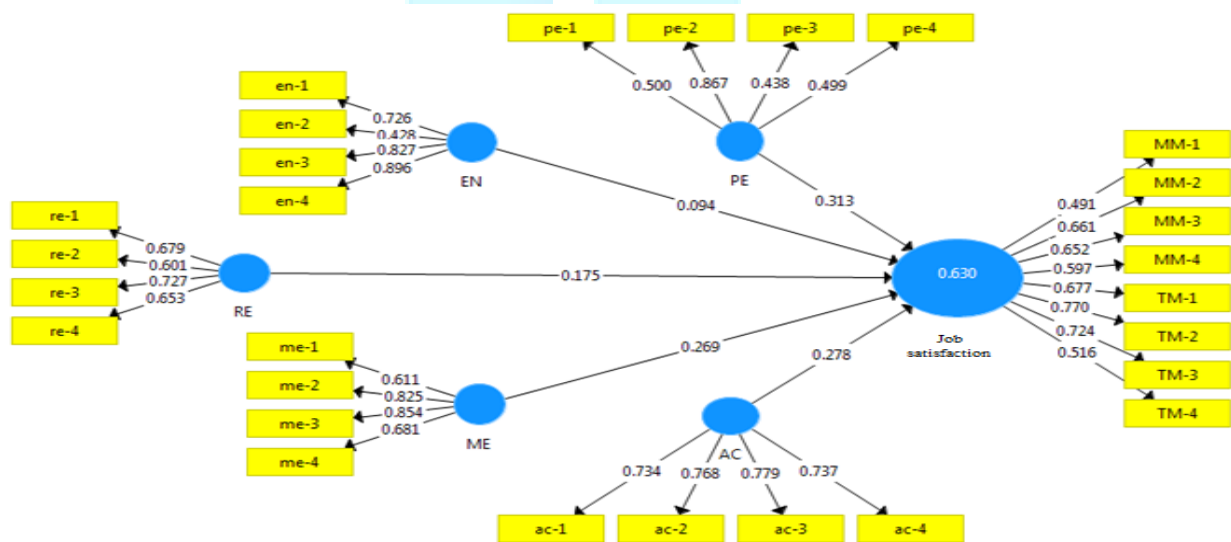 pe-1
pe-2
pe-3
pe-4
0.500
0.867
0.438
0.499
PE
0.313
en-1
en-2
en-3
en-4
0.726
0.428
0.827
0.896
EN
0.094
re-1
re-2
re-3
re-4
0.679
0.601
0.727
0.653
RE
0.175
me-1
me-2
me-3
me-4
0.611
0.825
0.854
0.681
ME
0.269
0.278
AC
0.734
0.768
0.779
0.737
ac-1
ac-2
ac-3
ac-4
0.630
Job
satisfaction
0.491
0.661
0.652
0.597
0.677
0.770
0.724
0.516
MM-1
MM-2
MM-3
MM-4
TM-1
TM-2
TM-3
TM-4